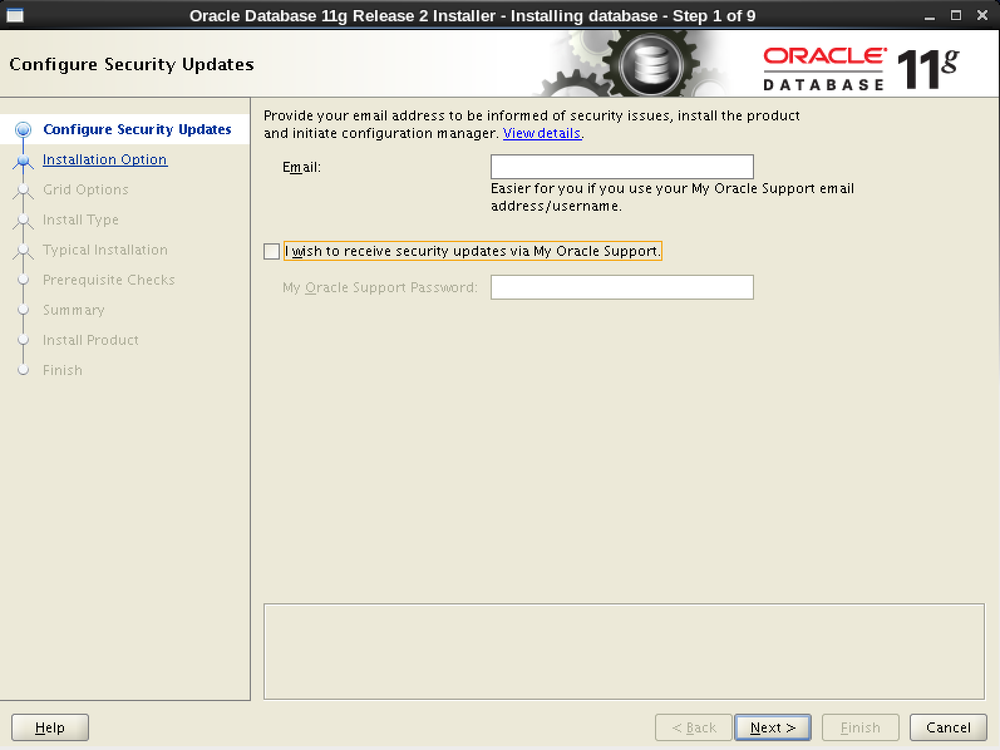 Oracle Database 11g Release 2 Installer - Installing database - Step 1 of 9
Configure Security Updates
ORACLE
DATABASE
11g
Configure Security Updates
Installation Option
Grid Options
Install Type
Typical Installation
Prerequisite Checks
Summary
Install Product
Finish
Provide your email address to be informed of security issues, install the product
and initiate configuration manager. View details.
Email:
Easier for you if you use your My Oracle Support email
address/username.
I wish to receive security updates via My Oracle Support.
My Oracle Support Password:
Help
< Back
Next >
Finish
Cancel